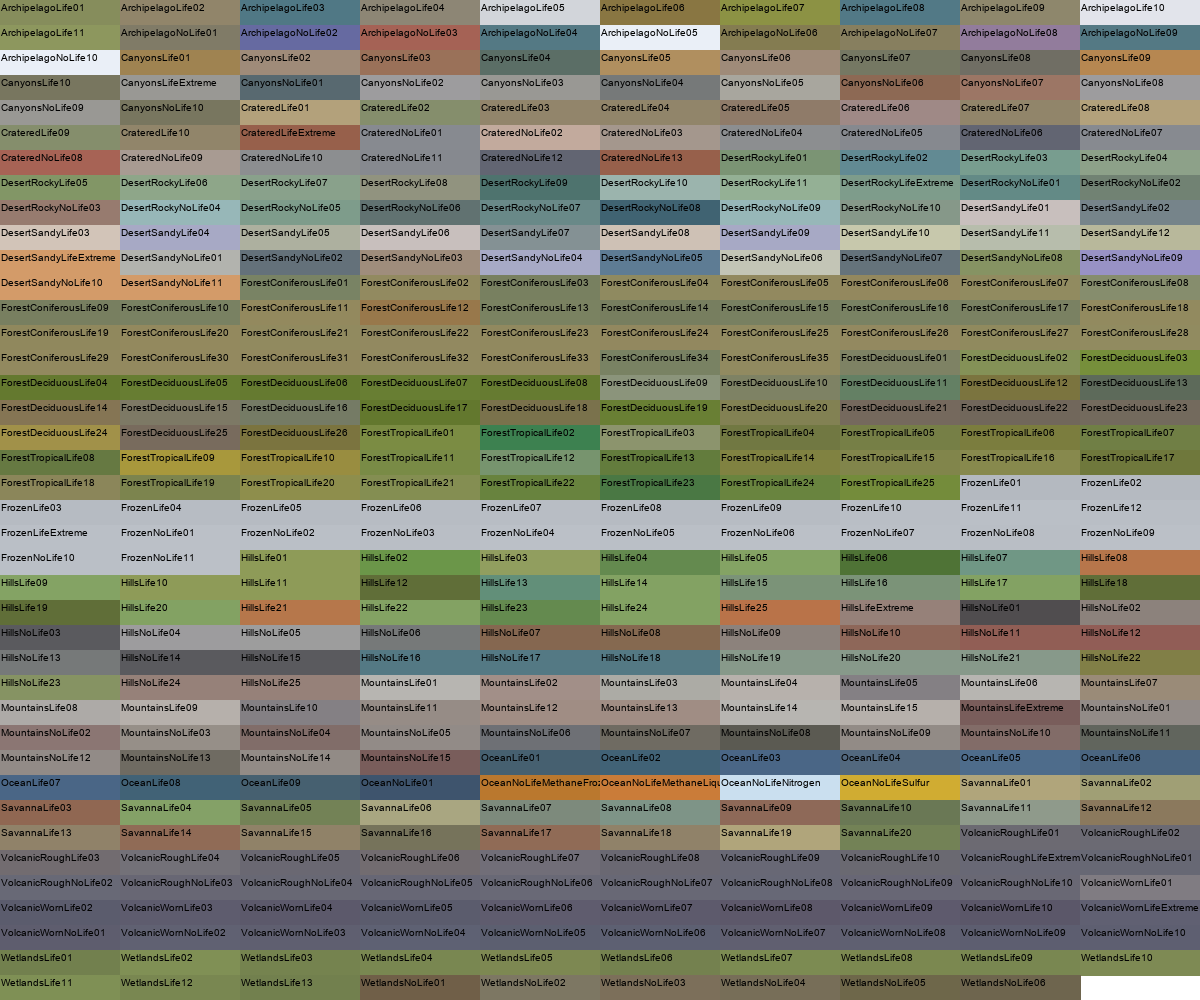 ArchipelagoLife01 ArchipelagoLife02 ArchipelagoLife03 ArchipelagoLife04 ArchipelagoLife05 ArchipelagoLife06 ArchipelagoLife07 ArchipelagoLife08 ArchipelagoLife09 ArchipelagoLife10
ArchipelagoLife11 ArchipelagoNoLife01 ArchipelagoNoLife02 ArchipelagoNoLife03 ArchipelagoNoLife04 ArchipelagoNoLife05 ArchipelagoNoLife06 ArchipelagoNoLife07 ArchipelagoNoLife08 ArchipelagoNoLife09
ArchipelagoNoLife10 CanyonsLife01 CanyonsLife02 CanyonsLife03 CanyonsLife04 CanyonsLife05 CanyonsLife06 CanyonsLife07 CanyonsLife08 CanyonsLife09
CanyonsLife10 CanyonsLifeExtreme CanyonsNoLife01 CanyonsNoLife02 CanyonsNoLife03 CanyonsNoLife04 CanyonsNoLife05 CanyonsNoLife06 CanyonsNoLife07 CanyonsNoLife08
CanyonsNoLife09 CanyonsNoLife10 CrateredLife01 CrateredLife02 CrateredLife03 CrateredLife04 CrateredLife05 CrateredLife06 CrateredLife07 CrateredLife08
CrateredLife09 CrateredLife10 CrateredLifeExtreme CrateredNoLife01 CrateredNoLife02 CrateredNoLife03 CrateredNoLife04 CrateredNoLife05 CrateredNoLife06 CrateredNoLife07
CrateredNoLife08 CrateredNoLife09 CrateredNoLife10 CrateredNoLife11 CrateredNoLife12 CrateredNoLife13 DesertRockyLife01 DesertRockyLife02 DesertRockyLife03 DesertRockyLife04
DesertRockyLife05 DesertRockyLife06 DesertRockyLife07 DesertRockyLife08 DesertRockyLife09 DesertRockyLife10 DesertRockyLife11 DesertRockyLifeExtreme DesertRockyNoLife01 DesertRockyNoLife02
DesertRockyNoLife03 DesertRockyNoLife04 DesertRockyNoLife05 DesertRockyNoLife06 DesertRockyNoLife07 DesertRockyNoLife08 DesertRockyNoLife09 DesertRockyNoLife10 DesertSandyLife01 DesertSandyLife02
DesertSandyLife03 DesertSandyLife04 DesertSandyLife05 DesertSandyLife06 DesertSandyLife07 DesertSandyLife08 DesertSandyLife09 DesertSandyLife10 DesertSandyLife11 DesertSandyLife12
DesertSandyLifeExtreme DesertSandyNoLife01 DesertSandyNoLife02 DesertSandyNoLife03 DesertSandyNoLife04 DesertSandyNoLife05 DesertSandyNoLife06 DesertSandyNoLife07 DesertSandyNoLife08 DesertSandyNoLife09
DesertSandyNoLife10 DesertSandyNoLife11 ForestConiferousLife01 ForestConiferousLife02 ForestConiferousLife03 ForestConiferousLife04 ForestConiferousLife05 ForestConiferousLife06 ForestConiferousLife07 ForestConiferousLife08
ForestConiferousLife09 ForestConiferousLife10 ForestConiferousLife11 ForestConiferousLife12 ForestConiferousLife13 ForestConiferousLife14 ForestConiferousLife15 ForestConiferousLife16 ForestConiferousLife17 ForestConiferousLife18
ForestConiferousLife19 ForestConiferousLife20 ForestConiferousLife21 ForestConiferousLife22 ForestConiferousLife23 ForestConiferousLife24 ForestConiferousLife25 ForestConiferousLife26 ForestConiferousLife27 ForestConiferousLife28
ForestConiferousLife29 ForestConiferousLife30 ForestConiferousLife31 ForestConiferousLife32 ForestConiferousLife33 ForestConiferousLife34 ForestConiferousLife35 ForestDeciduousLife01 ForestDeciduousLife02 ForestDeciduousLife03
ForestDeciduousLife04 ForestDeciduousLife05 ForestDeciduousLife06 ForestDeciduousLife07 ForestDeciduousLife08 ForestDeciduousLife09 ForestDeciduousLife10 ForestDeciduousLife11 ForestDeciduousLife12 ForestDeciduousLife13
ForestDeciduousLife14 ForestDeciduousLife15 ForestDeciduousLife16 ForestDeciduousLife17 ForestDeciduousLife18 ForestDeciduousLife19 ForestDeciduousLife20 ForestDeciduousLife21 ForestDeciduousLife22 ForestDeciduousLife23
ForestDeciduousLife24 ForestDeciduousLife25 ForestDeciduousLife26 ForestTropicalLife01 ForestTropicalLife02 ForestTropicalLife03 ForestTropicalLife04 ForestTropicalLife05 ForestTropicalLife06 ForestTropicalLife07
ForestTropicalLife08 ForestTropicalLife09 ForestTropicalLife10 ForestTropicalLife11 ForestTropicalLife12 ForestTropicalLife13 ForestTropicalLife14 ForestTropicalLife15 ForestTropicalLife16 ForestTropicalLife17
ForestTropicalLife18 ForestTropicalLife19 ForestTropicalLife20 ForestTropicalLife21 ForestTropicalLife22 ForestTropicalLife23 ForestTropicalLife24 ForestTropicalLife25 FrozenLife01 FrozenLife02
FrozenLife03 FrozenLife04 FrozenLife05 FrozenLife06 FrozenLife07 FrozenLife08 FrozenLife09 FrozenLife10 FrozenLife11 FrozenLife12
FrozenLifeExtreme FrozenNoLife01 FrozenNoLife02 FrozenNoLife03 FrozenNoLife04 FrozenNoLife05 FrozenNoLife06 FrozenNoLife07 FrozenNoLife08 FrozenNoLife09
FrozenNoLife10 FrozenNoLife11 HillsLife01 HillsLife02 HillsLife03 HillsLife04 HillsLife05 HillsLife06 HillsLife07 HillsLife08
HillsLife09 HillsLife10 HillsLife11 HillsLife12 HillsLife13 HillsLife14 HillsLife15 HillsLife16 HillsLife17 HillsLife18
HillsLife19 HillsLife20 HillsLife21 HillsLife22 HillsLife23 HillsLife24 HillsLife25 HillsLifeExtreme HillsNoLife01 HillsNoLife02
HillsNoLife03 HillsNoLife04 HillsNoLife05 HillsNoLife06 HillsNoLife07 HillsNoLife08 HillsNoLife09 HillsNoLife10 HillsNoLife11 HillsNoLife12
HillsNoLife13 HillsNoLife14 HillsNoLife15 HillsNoLife16 HillsNoLife17 HillsNoLife18 HillsNoLife19 HillsNoLife20 HillsNoLife21 HillsNoLife22
HillsNoLife23 HillsNoLife24 HillsNoLife25 MountainsLife01 MountainsLife02 MountainsLife03 MountainsLife04 MountainsLife05 MountainsLife06 MountainsLife07
MountainsLife08 MountainsLife09 MountainsLife10 MountainsLife11 MountainsLife12 MountainsLife13 MountainsLife14 MountainsLife15 MountainsLifeExtreme MountainsNoLife01
MountainsNoLife02 MountainsNoLife03 MountainsNoLife04 MountainsNoLife05 MountainsNoLife06 MountainsNoLife07 MountainsNoLife08 MountainsNoLife09 MountainsNoLife10 MountainsNoLife11
MountainsNoLife12 MountainsNoLife13 MountainsNoLife14 MountainsNoLife15 OceanLife01 OceanLife02 OceanLife03 OceanLife04 OceanLife05 OceanLife06
OceanLife07 OceanLife08 OceanLife09 OceanNoLife01 OceanNoLifeMethaneFroz OceanNoLifeMethaneLiqu OceanNoLifeNitrogen OceanNoLifeSulfur SavannaLife01 SavannaLife02
SavannaLife03 SavannaLife04 SavannaLife05 SavannaLife06 SavannaLife07 SavannaLife08 SavannaLife09 SavannaLife10 SavannaLife11 SavannaLife12
SavannaLife13 SavannaLife14 SavannaLife15 SavannaLife16 SavannaLife17 SavannaLife18 SavannaLife19 SavannaLife20 VolcanicRoughLife01 VolcanicRoughLife02
VolcanicRoughLife03 VolcanicRoughLife04 VolcanicRoughLife05 VolcanicRoughLife06 VolcanicRoughLife07 VolcanicRoughLife08 VolcanicRoughLife09 VolcanicRoughLife10 VolcanicRoughLifeExtrem VolcanicRoughNoLife01
VolcanicRoughNoLife02 VolcanicRoughNoLife03 VolcanicRoughNoLife04 VolcanicRoughNoLife05 VolcanicRoughNoLife06 VolcanicRoughNoLife07 VolcanicRoughNoLife08 VolcanicRoughNoLife09 VolcanicRoughNoLife10 VolcanicWornLife01
VolcanicWornLife02 VolcanicWornLife03 VolcanicWornLife04 VolcanicWornLife05 VolcanicWornLife06 VolcanicWornLife07 VolcanicWornLife08 VolcanicWornLife09 VolcanicWornLife10 VolcanicWornLifeExtreme
VolcanicWornNoLife01 VolcanicWornNoLife02 VolcanicWornNoLife03 VolcanicWornNoLife04 VolcanicWornNoLife05 VolcanicWornNoLife06 VolcanicWornNoLife07 VolcanicWornNoLife08 VolcanicWornNoLife09 VolcanicWornNoLife10
WetlandsLife01 WetlandsLife02 WetlandsLife03 WetlandsLife04 WetlandsLife05 WetlandsLife06 WetlandsLife07 WetlandsLife08 WetlandsLife09 WetlandsLife10
WetlandsLife11 WetlandsLife12 WetlandsLife13 WetlandsNoLife01 WetlandsNoLife02 WetlandsNoLife03 WetlandsNoLife04 WetlandsNoLife05 WetlandsNoLife06